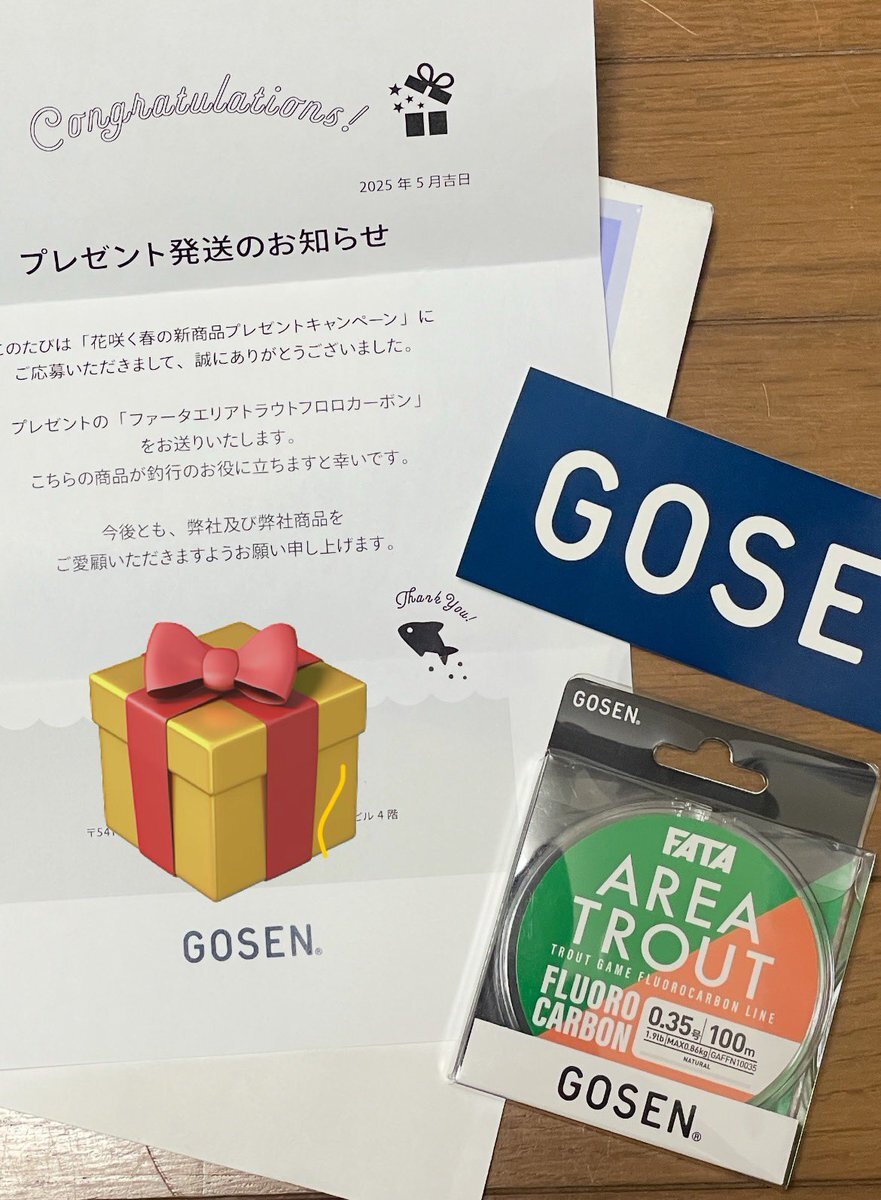 Congratulations!
2025年5月吉日
プレゼント発送のお知らせ
このたびは「花咲く春の新商品プレゼントキャンペーン」に
ご応募いただきまして、誠にありがとうございました。
プレゼントの「ファータエリアトラウトフロロカーボン」
をお送りいたします。
こちらの商品が釣行のお役に立ちますと幸いです。
今後とも、弊社及び弊社商品を
ご愛顧いただきますようお願い申し上げます。
Thank You!
〒541
ビル4階
GOSEN®
GOSE
GOSEN®
FATA
AREA
TROUT
TROUT GAME FLUOROCARBON LINE
FLUORO
CARBON
0.35号 100m
1.9lb MAX0.86kg GAFFN10035
NATURAL
GOSEN®